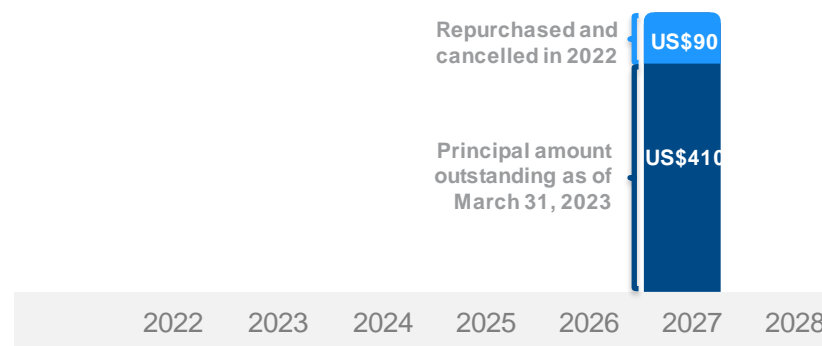 Repurchased and
cancelled in 2022
US$90
Principal amount
outstanding as of
March 31, 2023
US$410
2022 2023 2024 2025 2026 2027 2028